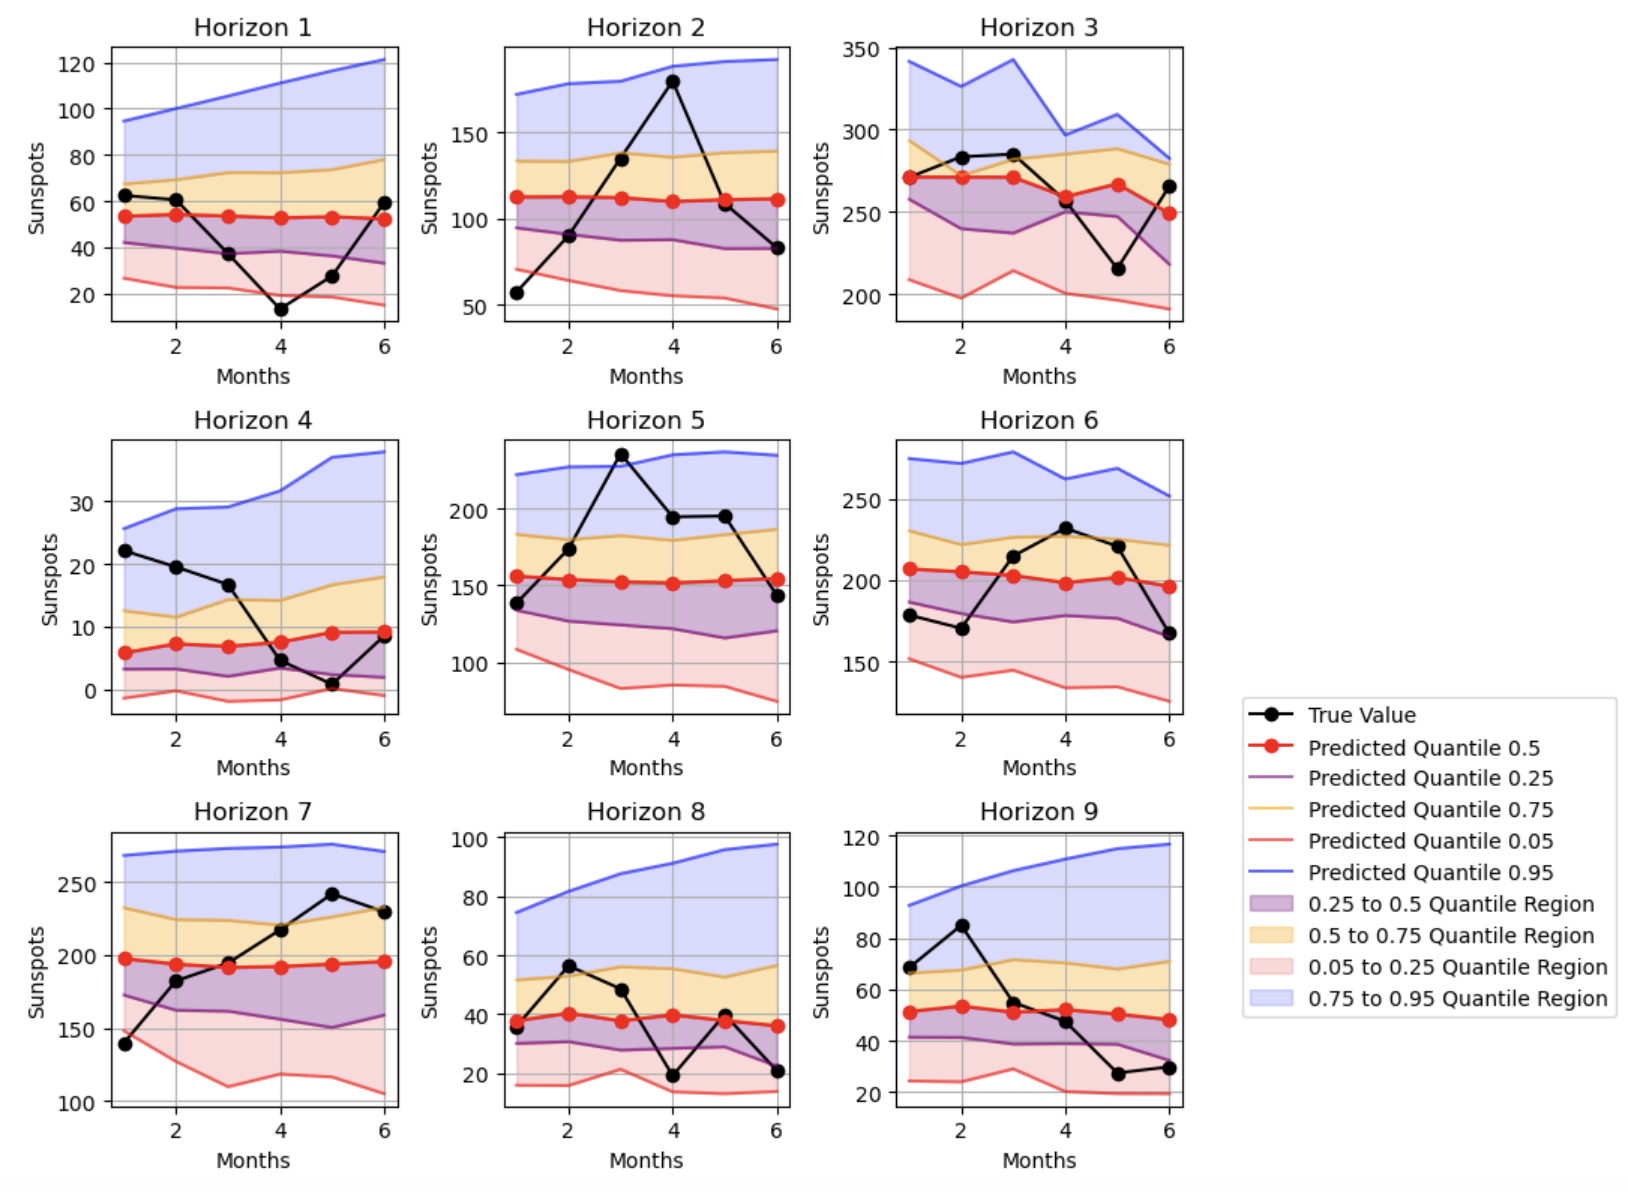 Horizon 1
Horizon 2
Horizon 3
120
100
80
60
40
20
Sunspots
2
4
6
Months
150
100
50
Sunspots
2
4
6
Months
350
300
250
200
Sunspots
2
4
6
Months
Horizon 4
Horizon 5
Horizon 6
30
20
10
0
Sunspots
2
4
6
Months
200
150
100
Sunspots
2
4
6
Months
250
200
150
Sunspots
2
4
6
Months
Horizon 7
Horizon 8
Horizon 9
250
200
150
100
Sunspots
2
4
6
Months
100
80
60
40
20
Sunspots
2
4
6
Months
120
100
80
60
40
20
Sunspots
2
4
6
Months
True Value
Predicted Quantile 0.5
Predicted Quantile 0.25
Predicted Quantile 0.75
Predicted Quantile 0.05
Predicted Quantile 0.95
0.25 to 0.5 Quantile Region
0.5 to 0.75 Quantile Region
0.05 to 0.25 Quantile Region
0.75 to 0.95 Quantile Region